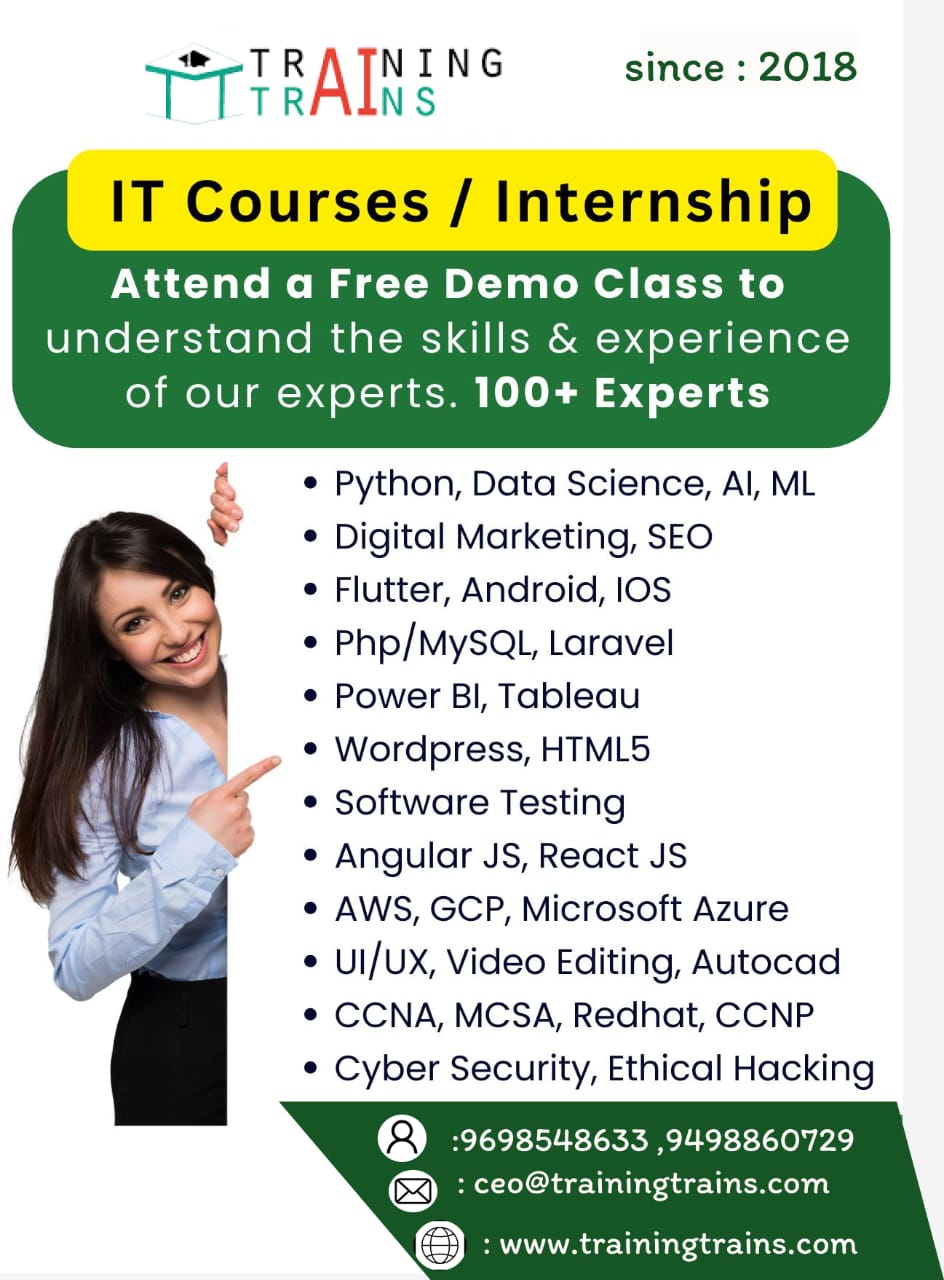 TRAINING
TRAINS
since : 2018
IT Courses / Internship
Attend a Free Demo Class to
understand the skills & experience
of our experts. 100+ Experts
• Python, Data Science, AI, ML
• Digital Marketing, SEO
• Flutter, Android, IOS
• Php/MySQL, Laravel
• Power BI, Tableau
• Wordpress, HTML5
• Software Testing
• Angular JS, React JS
• AWS, GCP, Microsoft Azure
• UI/UX, Video Editing, Autocad
• CCNA, MCSA, Redhat, CCNP
• Cyber Security, Ethical Hacking
:9698548633 ,9498860729
: ceo@trainingtrains.com
: www.trainingtrains.com